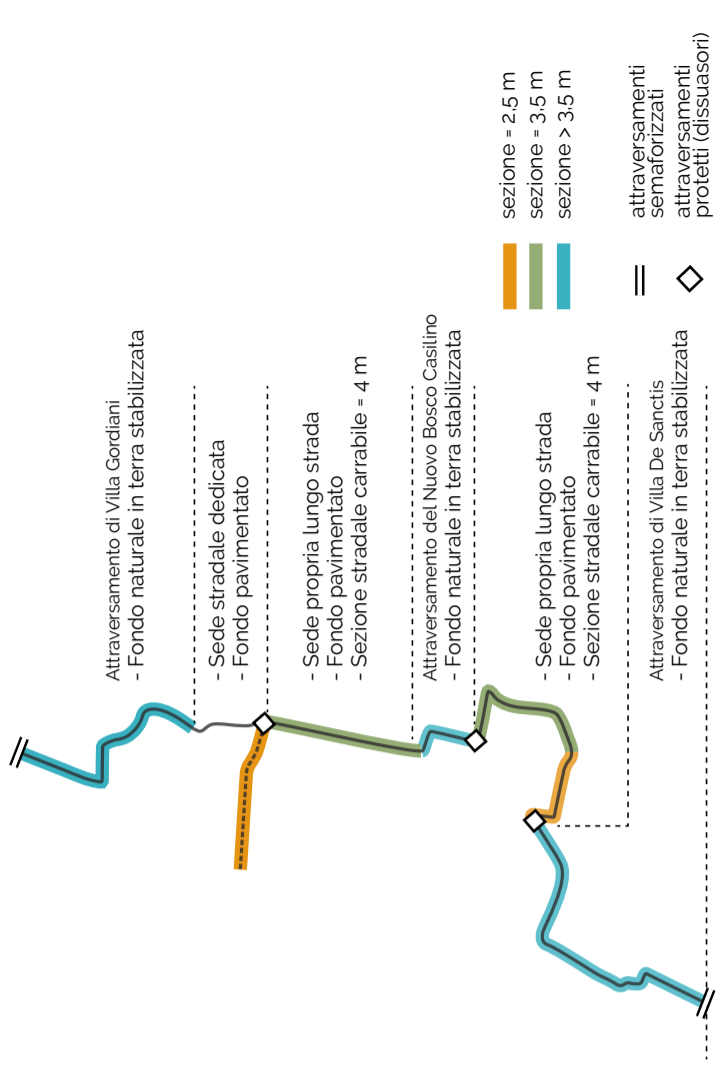 Attraversamento di Villa Gordiani
- Fondo naturale in terra stabilizzata
- Sede stradale dedicata
- Fondo pavimentato
- Sede propria lungo strada
- Fondo pavimentato
- Sezione stradale carrabile = 4 m
Attraversamento del Nuovo Bosco Casilino
- Fondo naturale in terra stabilizzata
- Sede propria lungo strada
- Fondo pavimentato
- Sezione stradale carrabile = 4 m
Attraversamento di Villa De Sanctis
- Fondo naturale in terra stabilizzata
sezione = 2,5 m
sezione = 3,5 m
sezione > 3,5 m
attraversamenti
semaforizzati
attraversamenti
protetti (dissuasori)